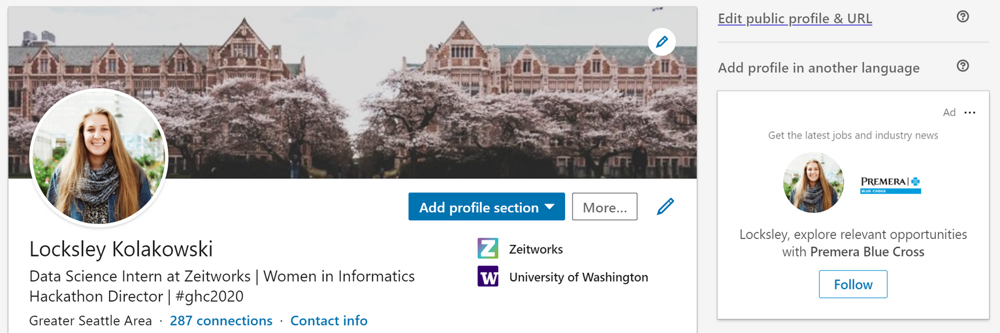 Edit public profile & URL
Add profile in another language
Ad
Get the latest jobs and industry news
PREMERA
BLUE CROSS
Locksley, explore relevant opportunities
with Premera Blue Cross
Follow
Add profile section
More...
Locksley Kolakowski
Data Science Intern at Zeitworks | Women in Informatics
Hackathon Director | #ghc2020
Greater Seattle Area · 287 connections · Contact info
Z Zeitworks
W University of Washington